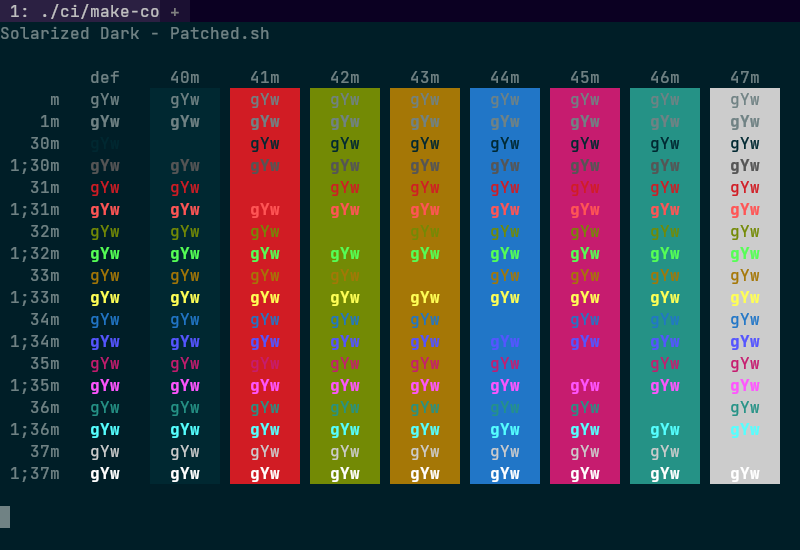 1: ./ci/make-co +
Solarized Dark - Patched.sh
def 40m 41m 42m 43m 44m 45m 46m 47m
m gYw gYw gYw gYw gYw gYw gYw gYw gYw
1m gYw gYw gYw gYw gYw gYw gYw gYw gYw
30m gYw gYw gYw gYw gYw gYw gYw gYw
1;30m gYw gYw gYw gYw gYw gYw gYw gYw gYw
31m gYw gYw gYw gYw gYw gYw gYw gYw
1;31m gYw gYw gYw gYw gYw gYw gYw gYw gYw
32m gYw gYw gYw gYw gYw gYw gYw gYw
1;32m gYw gYw gYw gYw gYw gYw gYw gYw gYw
33m gYw gYw gYw gYw gYw gYw gYw gYw
1;33m gYw gYw gYw gYw gYw gYw gYw gYw gYw
34m gYw gYw gYw gYw gYw gYw gYw gYw
1;34m gYw gYw gYw gYw gYw gYw gYw gYw gYw
35m gYw gYw gYw gYw gYw gYw gYw gYw
1;35m gYw gYw gYw gYw gYw gYw gYw gYw gYw
36m gYw gYw gYw gYw gYw gYw gYw gYw
1;36m gYw gYw gYw gYw gYw gYw gYw gYw gYw
37m gYw gYw gYw gYw gYw gYw gYw gYw
1;37m gYw gYw gYw gYw gYw gYw gYw gYw gYw